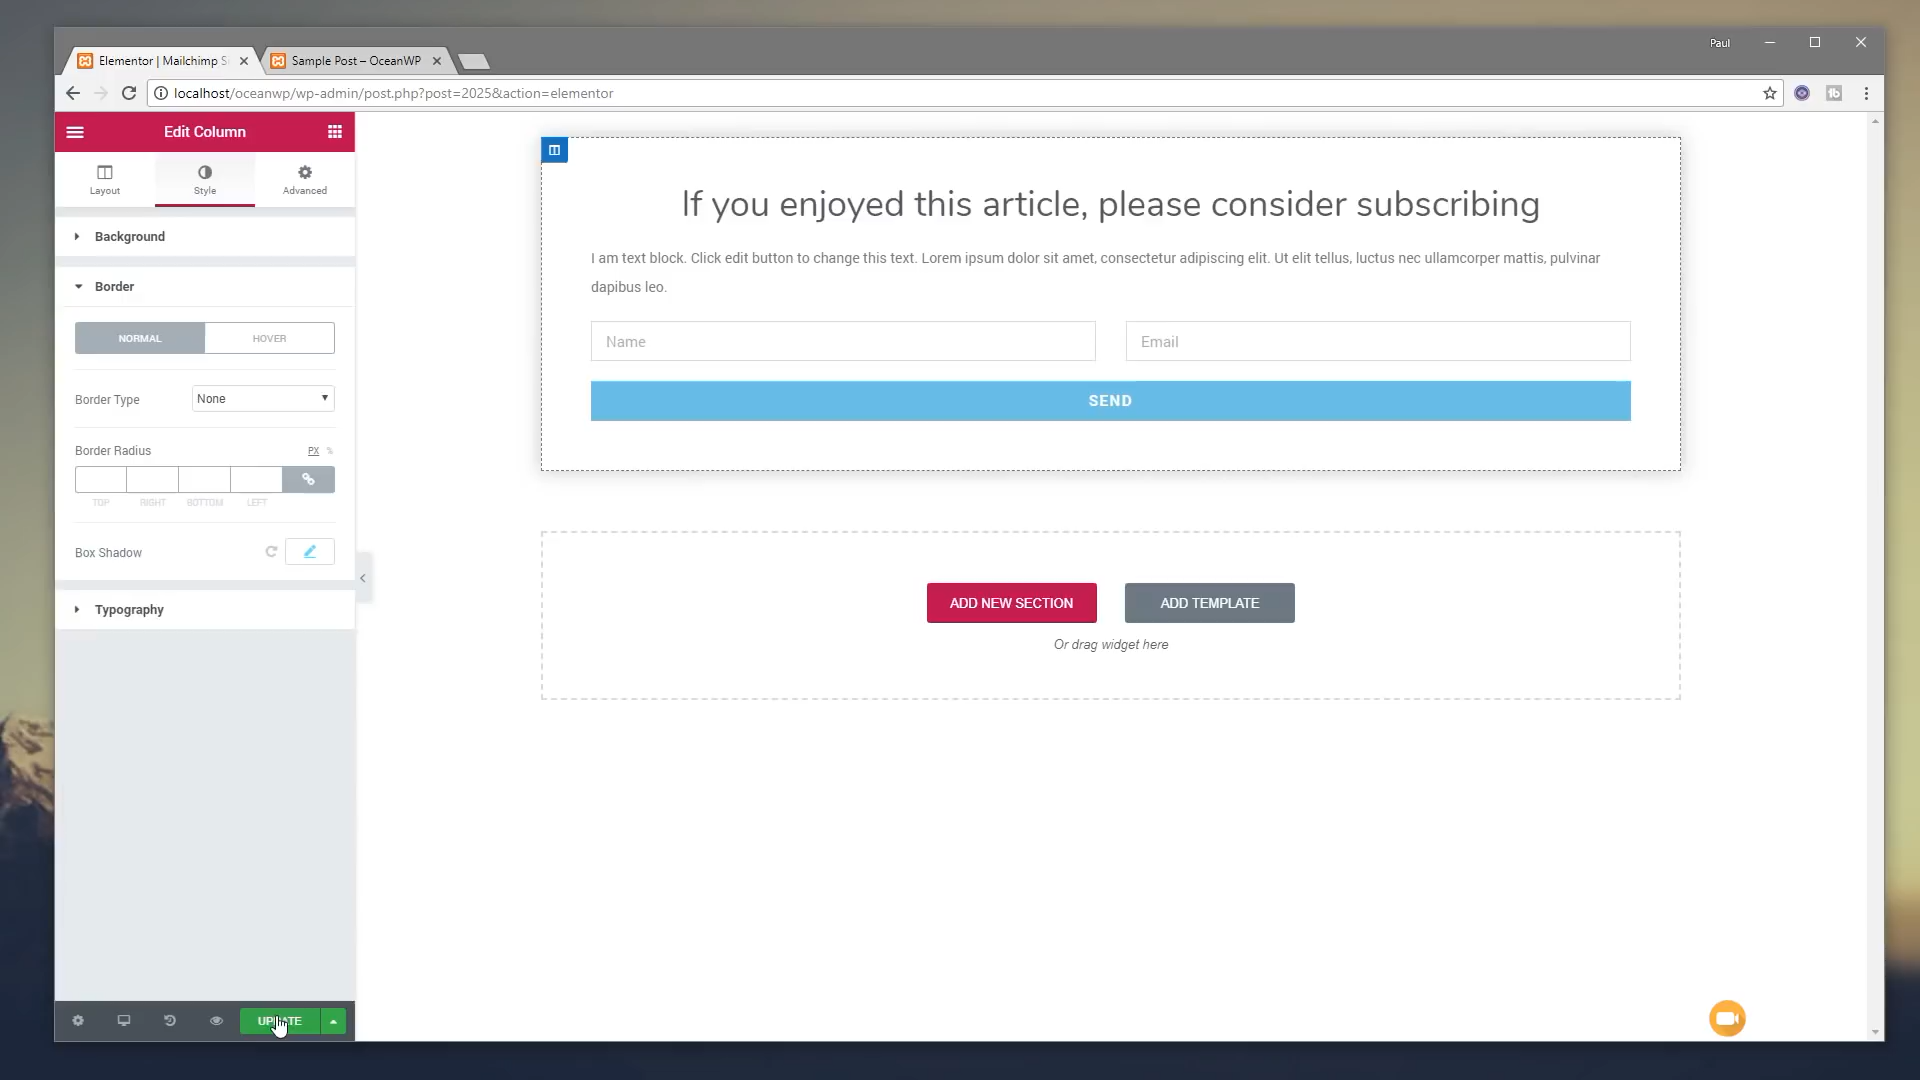 Paul
Elementor | Mailchimp S
Sample Post – OceanWP
localhost/oceanwp/wp-admin/post.php?post=2025&action=elementor
Edit Column
Layout
Style
Advanced
Background
Border
NORMAL
HOVER
Border Type
None
Border Radius
PX
%
TOP
RIGHT
BOTTOM
LEFT
Box Shadow
Typography
UPDATE
If you enjoyed this article, please consider subscribing
I am text block. Click edit button to change this text. Lorem ipsum dolor sit amet, consectetur adipiscing elit. Ut elit tellus, luctus nec ullamcorper mattis, pulvinar
dapibus leo.
Name
Email
SEND
ADD NEW SECTION
ADD TEMPLATE
Or drag widget here